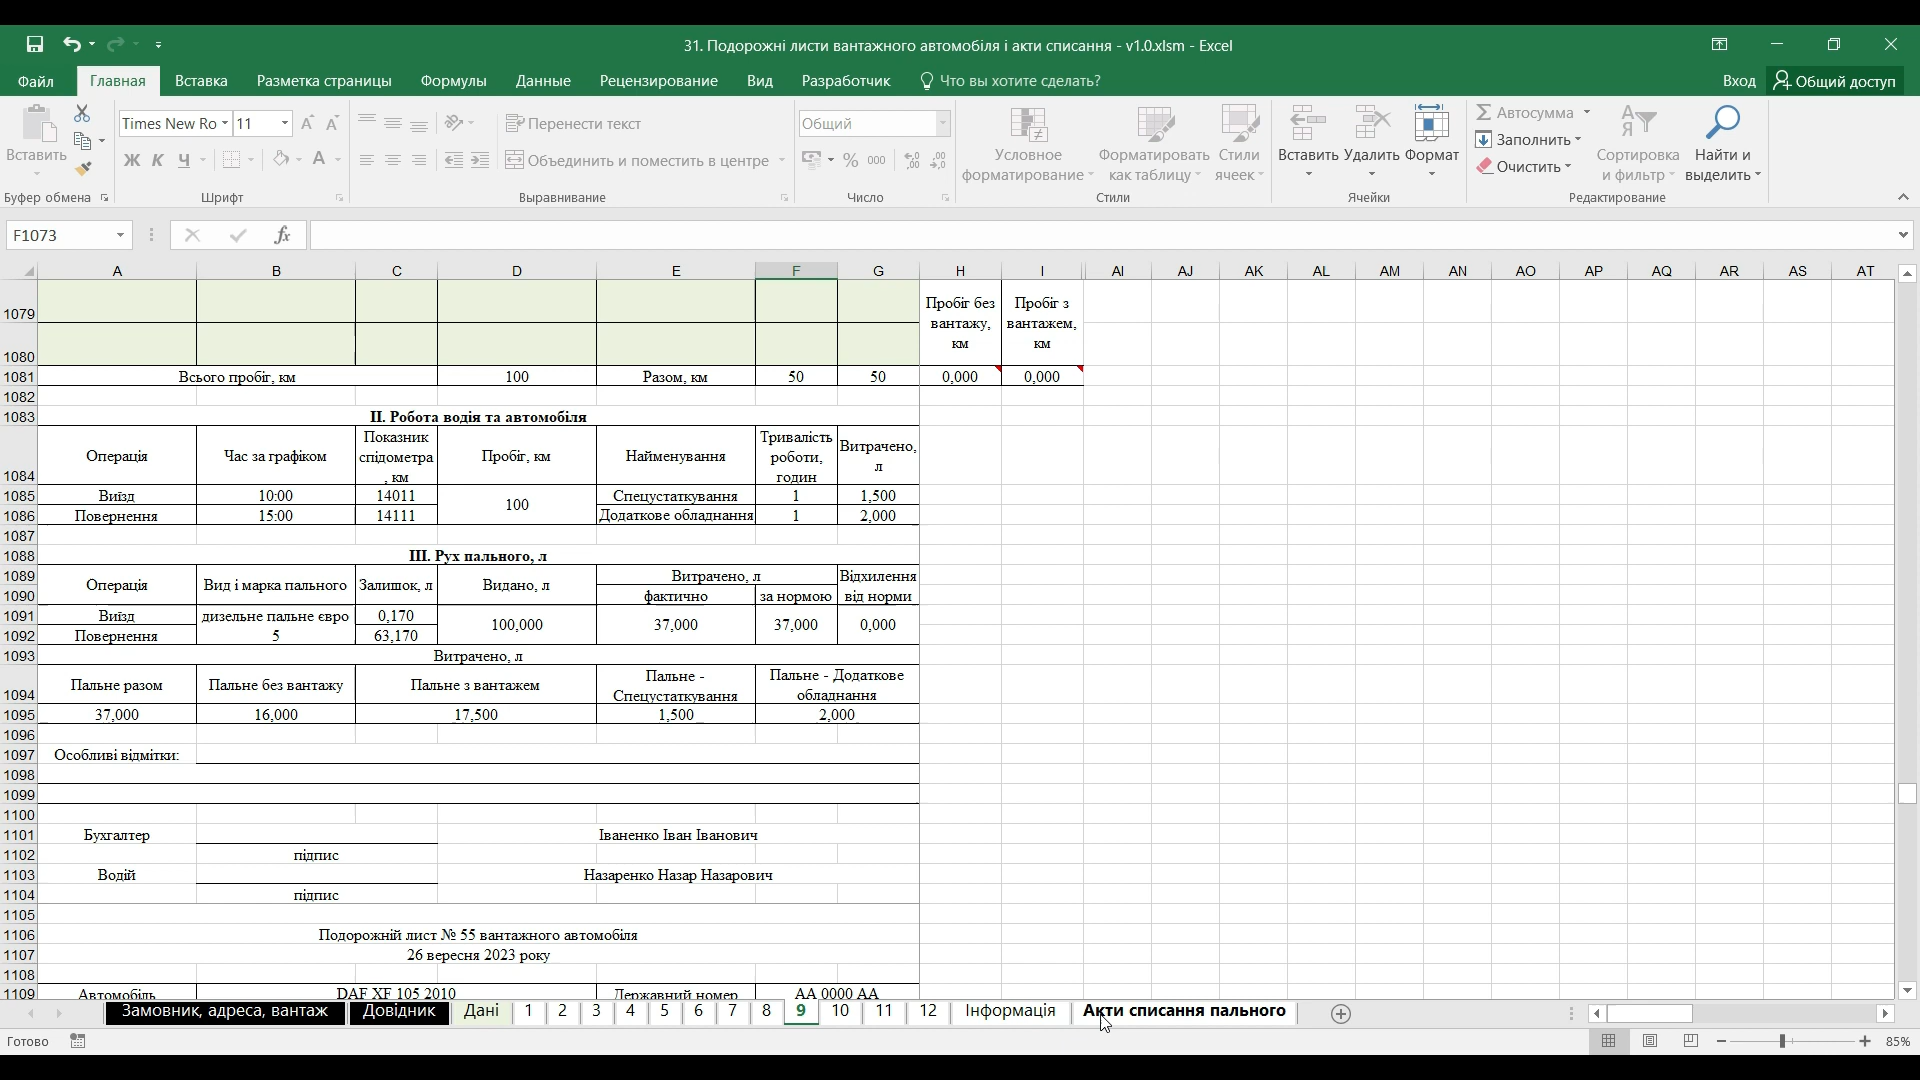 31. Подорожні листи вантажного автомобіля і акти списання - v1.0.xlsm - Excel
Файл Главная Вставка Разметка страницы Формулы Данные Рецензирование Вид Разработчик Что вы хотите сделать? Вход Общий доступ
Times New Ro 11 Перенести текст Общий Автосумма
Вставить Условное Форматировать Стили Вставить Удалить Формат Заполнить Сортировка Найти и
Ж К Ч А Объединить и поместить в центре % 000 форматирование как таблицу ячеек Очистить и фильтр выделить
Буфер обмена Шрифт Выравнивание Число Стили Ячейки Редактирование
F1073 fx
A B C D E F G H I AI AJ AK AL AM AN AO AP AQ AR AS AT
1079 Пробіг без вантажу, км Пробіг з вантажем, км
1080
1081 Всього пробіг, км 100 Разом, км 50 50 0,000 0,000
1082
1083 II. Робота водія та автомобіля
1084 Операція Час за графіком Показник спідометра , км Пробіг, км Найменування Тривалість роботи, годин Витрачено, л
1085 Виїзд 10:00 14011 100 Спецустаткування 1 1,500
1086 Повернення 15:00 14111 Додаткове обладнання 1 2,000
1087
1088 III. Рух пального, л
1089 Операція Вид і марка пального Залишок, л Видано, л Витрачено, л Відхилення
1090 фактично за нормою від норми
1091 Виїзд дизельне пальне євро 0,170 100,000 37,000 37,000 0,000
1092 Повернення 5 63,170
1093 Витрачено, л
1094 Пальне разом Пальне без вантажу Пальне з вантажем Пальне - Спецустаткування Пальне - Додаткове обладнання
1095 37,000 16,000 17,500 1,500 2,000
1096
1097 Особливі відмітки:
1098
1099
1100
1101 Бухгалтер Іваненко Іван Іванович
1102 підпис
1103 Водій Назаренко Назар Назарович
1104 підпис
1105
1106 Подорожній лист № 55 вантажного автомобіля
1107 26 вересня 2023 року
1108
1109 Автомобіль DAF XF 105 2010 Державний номер АА 0000 АА
Замовник, адреса, вантаж Довідник Дані 1 2 3 4 5 6 7 8 9 10 11 12 Інформація Акти списання пального
Готово 85%